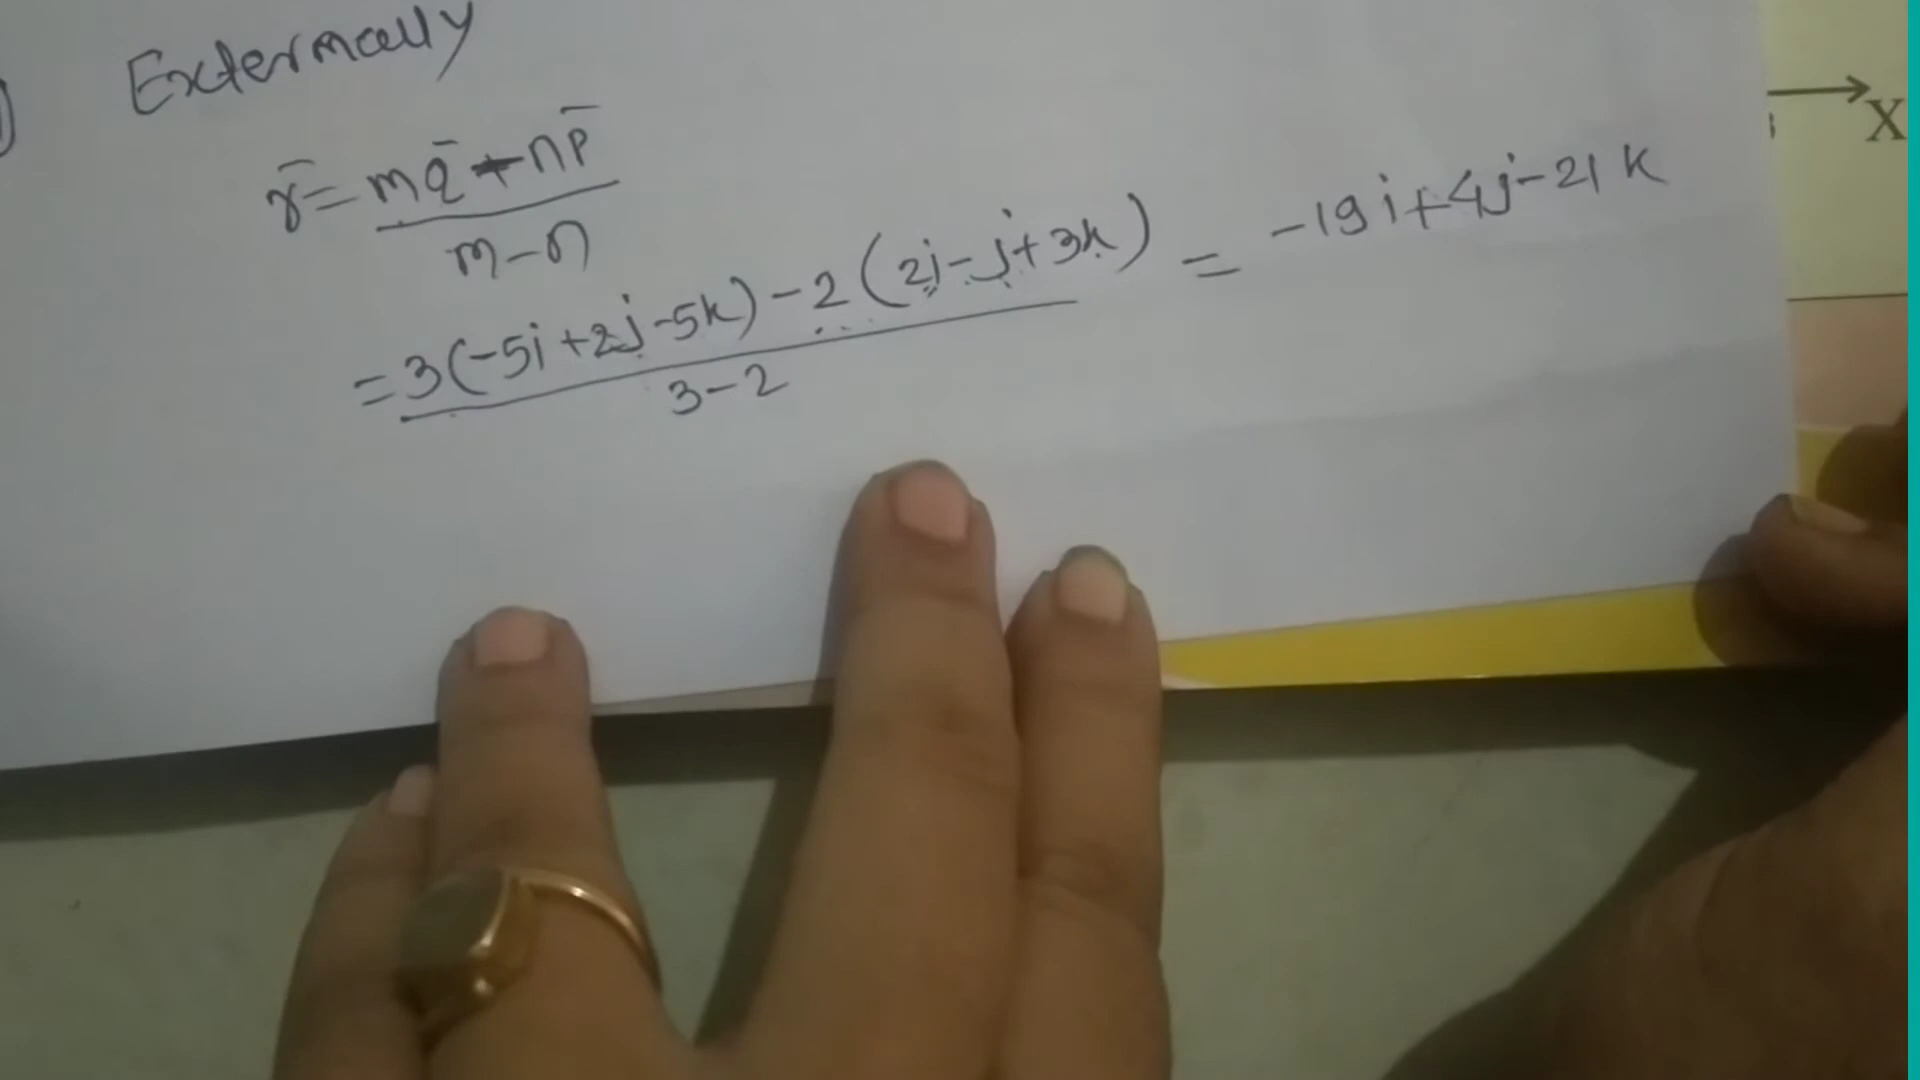 ) Externally
r̄ = mq̄ - np̄ / m-n
= 3(-5i+2j-5k) - 2(2i-j+3k) / 3-2 = -19i+4j-21k
X